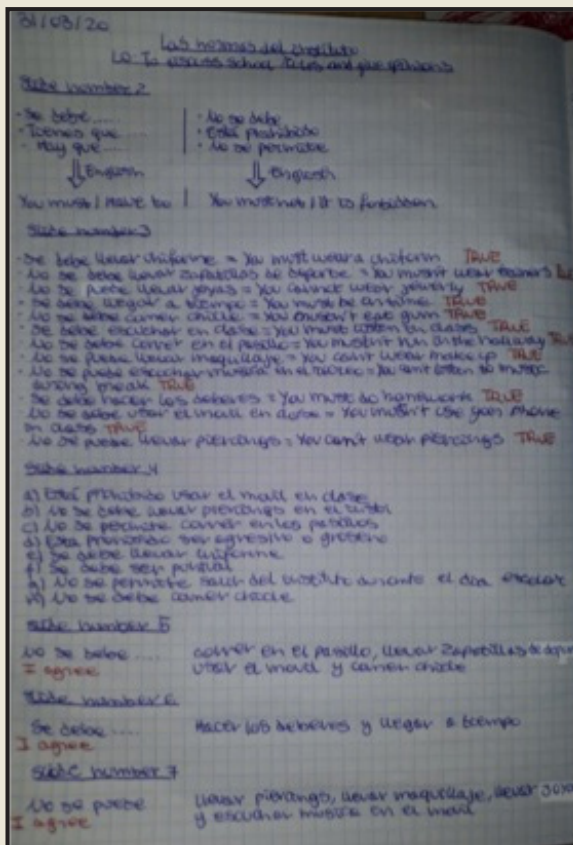 31/03/20
Las normas del instituto
LO: To discuss school rules and give opinions
Slide number 2
· Se debe..... · No se debe
· Tienes que..... · Está prohibido
· Hay que..... · No se permite
English English
You must / Have to You must not / It is forbidden
Slide number 3
· Se debe llevar uniforme = You must wear a uniform TRUE
· No se debe llevar zapatillas de deporte = You mustn't wear trainers
· No se puede llevar joyas = You cannot wear jewerly TRUE
· Se debe llegar a tiempo = You must be on time TRUE
· No se debe comer chicle = You mustn't eat gum TRUE
· Se debe escuchar en clase = You must listen in class TRUE
· No se debe correr en el pasillo = You mustn't run in the hallway
· No se puede llevar maquillaje = You can't wear make up TRUE
· No se puede escuchar música en el recreo = You can't listen to music
during break TRUE
· Se debe hacer los deberes = You must do homework TRUE
· No se debe usar el movil en clase = You mustn't use your phone
in class TRUE
· No se puede llevar piercings = You can't wear piercings TRUE
Slide number 4
a) Está prohibido usar el movil en clase
b) No se debe llevar piercings en el
c) No se permite correr en los pasillos
d) Esta prohibido ser agresivo o grosero
e) Se debe llevar uniforme
f) Se debe ser puntual
g) No se permite salir del instituto durante el dia escolar
h) No se debe comer chicle
Slide number 5
No se debe..... correr en el pasillo, llevar zapatillas de
I agree usar el movil y comer chicle
Slide number 6
Se debe..... Hacer los deberes y llegar a tiempo
I agree
Slide number 7
No se puede llevar piercings, llevar maquillaje, llevar
I agree y escuchar musica en el movil